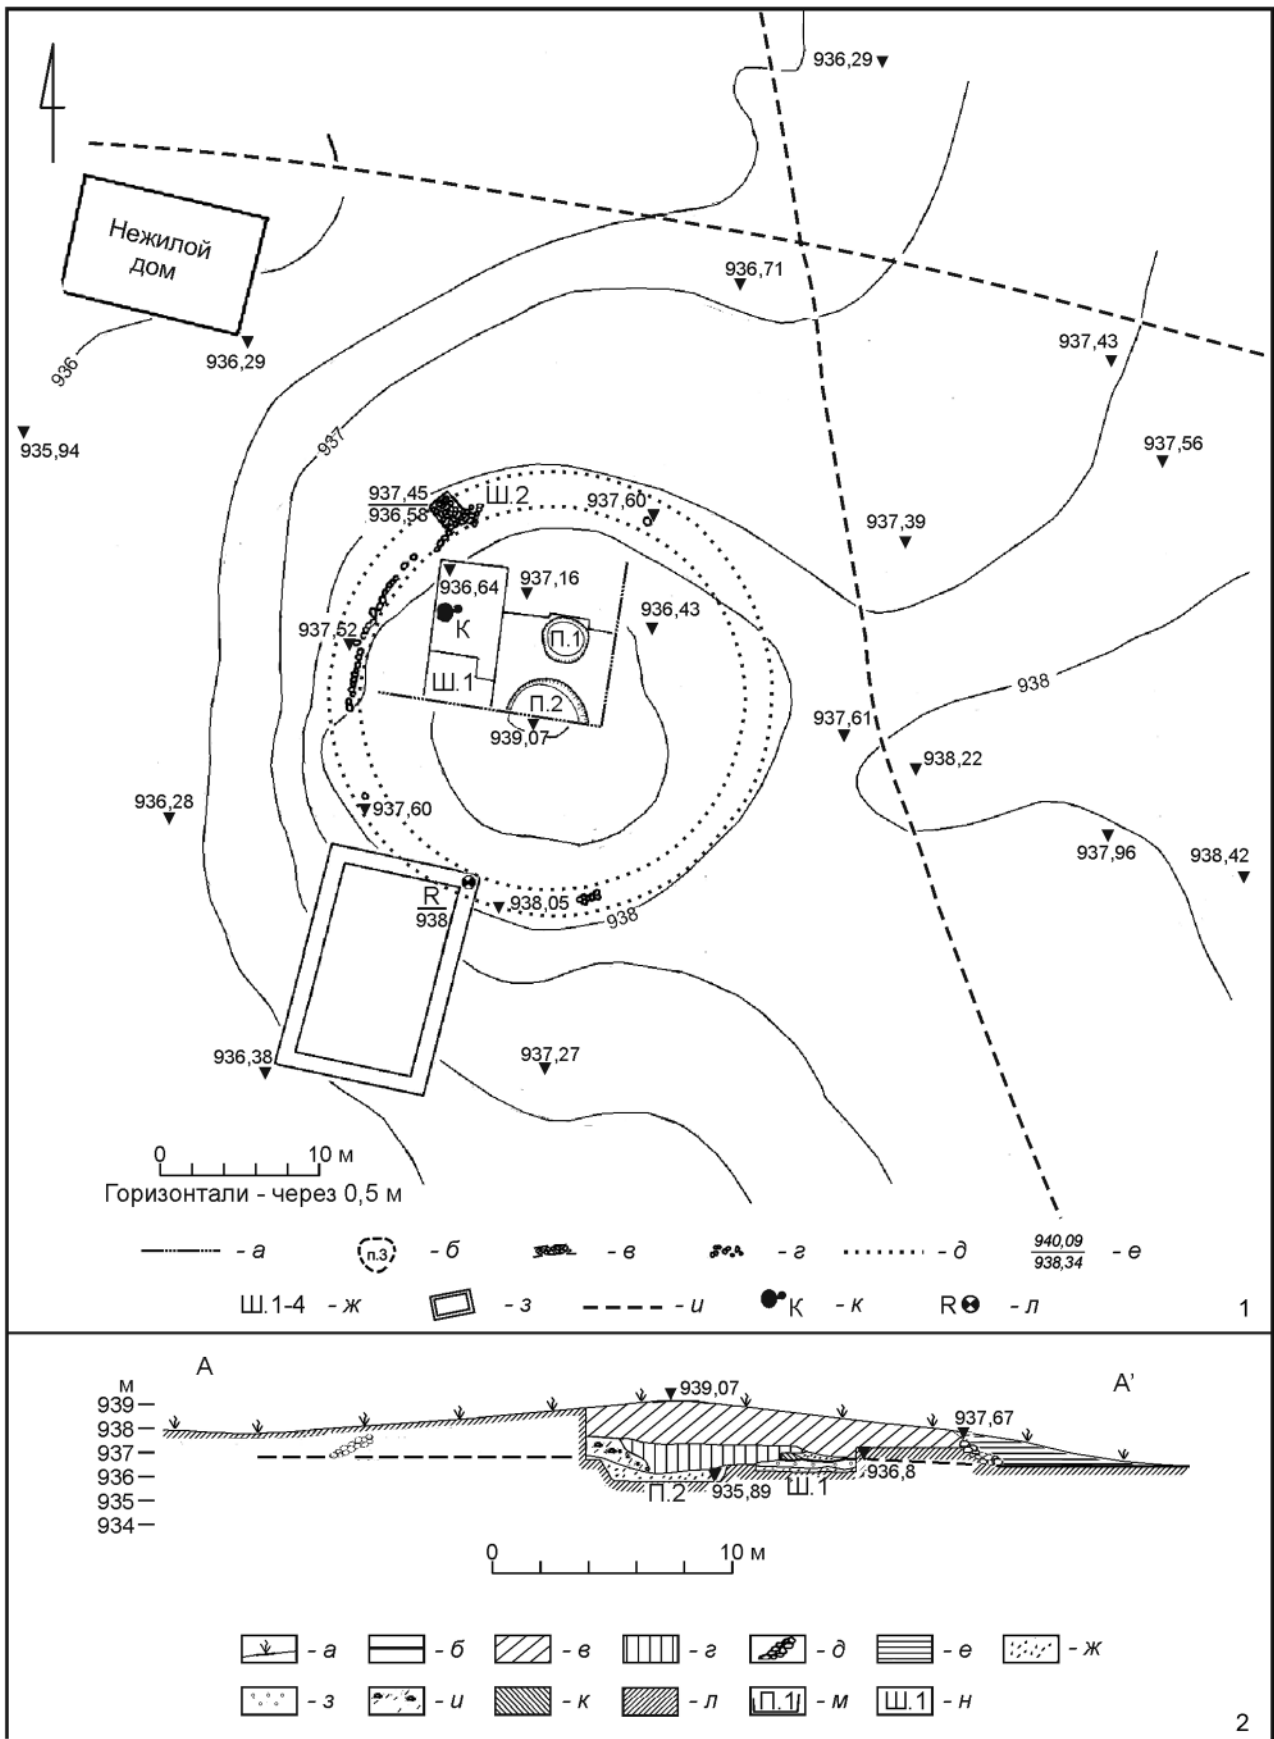 936,29
Нежилой
дом
936,71
936
936,29
937,43
937
935,94
937,56
937,45
936,58
Ш.2
937,60
937,39
936,64
937,16
936,43
К
П.1
937,52
Ш.1
П.2
938
939,07
937,61
938,22
936,28
937,60
937,96
938,42
R
938
938,05
938
936,38
937,27
0 10 м
Горизонтали - через 0,5 м
- а
п.3 - б
- в
- г
- д
940,09
938,34 - е
Ш.1-4 - ж
- з
- и
К - к
R - л
1
А
А'
м
939
938
937
936
935
934
939,07
937,67
936,8
П.2
935,89
Ш.1
0 10 м
- а - б - в - г - д - е - ж
- з - и - к - л П.1 - м Ш.1 - н
2